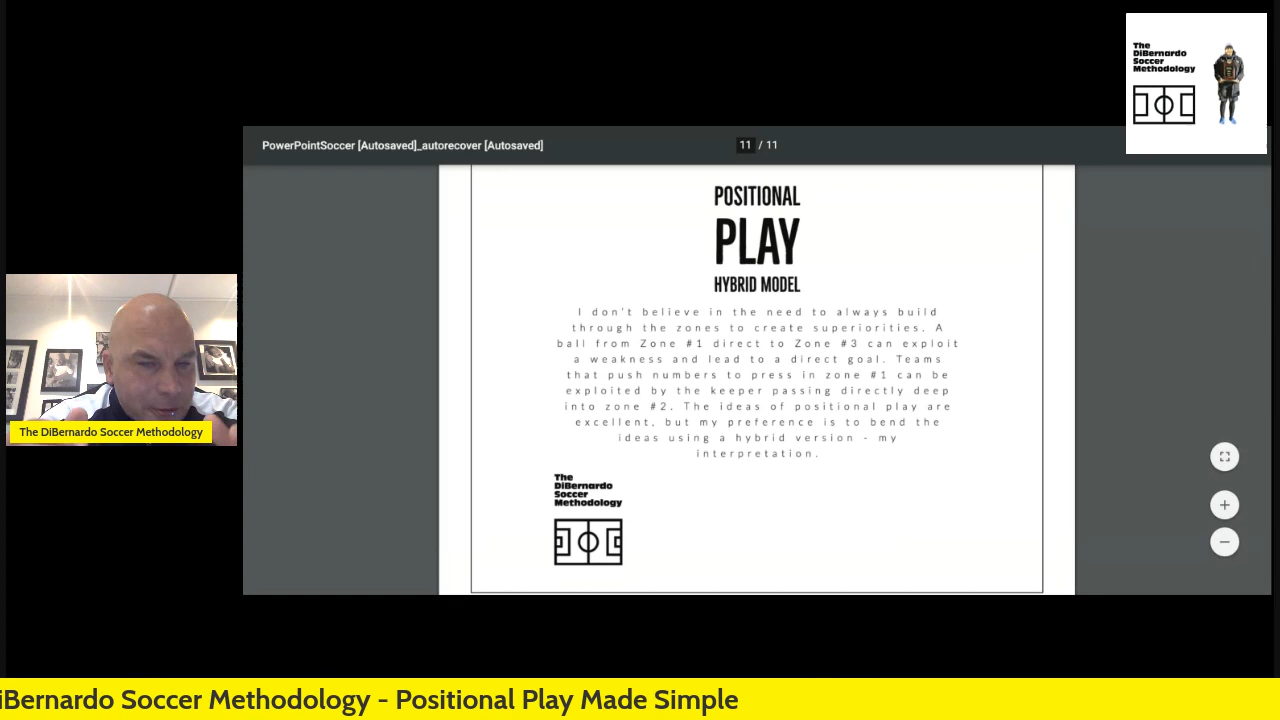 The
DiBernardo
Soccer
Methodology
PowerPointSoccer [Autosaved]_autorecover [Autosaved]
11 / 11
POSITIONAL
PLAY
HYBRID MODEL
I don't believe in the need to always build
through the zones to create superiorities. A
ball from Zone #1 direct to Zone #3 can exploit
a weakness and lead to a direct goal. Teams
that push numbers to press in zone #1 can be
exploited by the keeper passing directly deep
into zone #2. The ideas of positional play are
excellent, but my preference is to bend the
ideas using a hybrid version - my
interpretation.
The
DiBernardo
Soccer
Methodology
The DiBernardo Soccer Methodology
iBernardo Soccer Methodology - Positional Play Made Simple